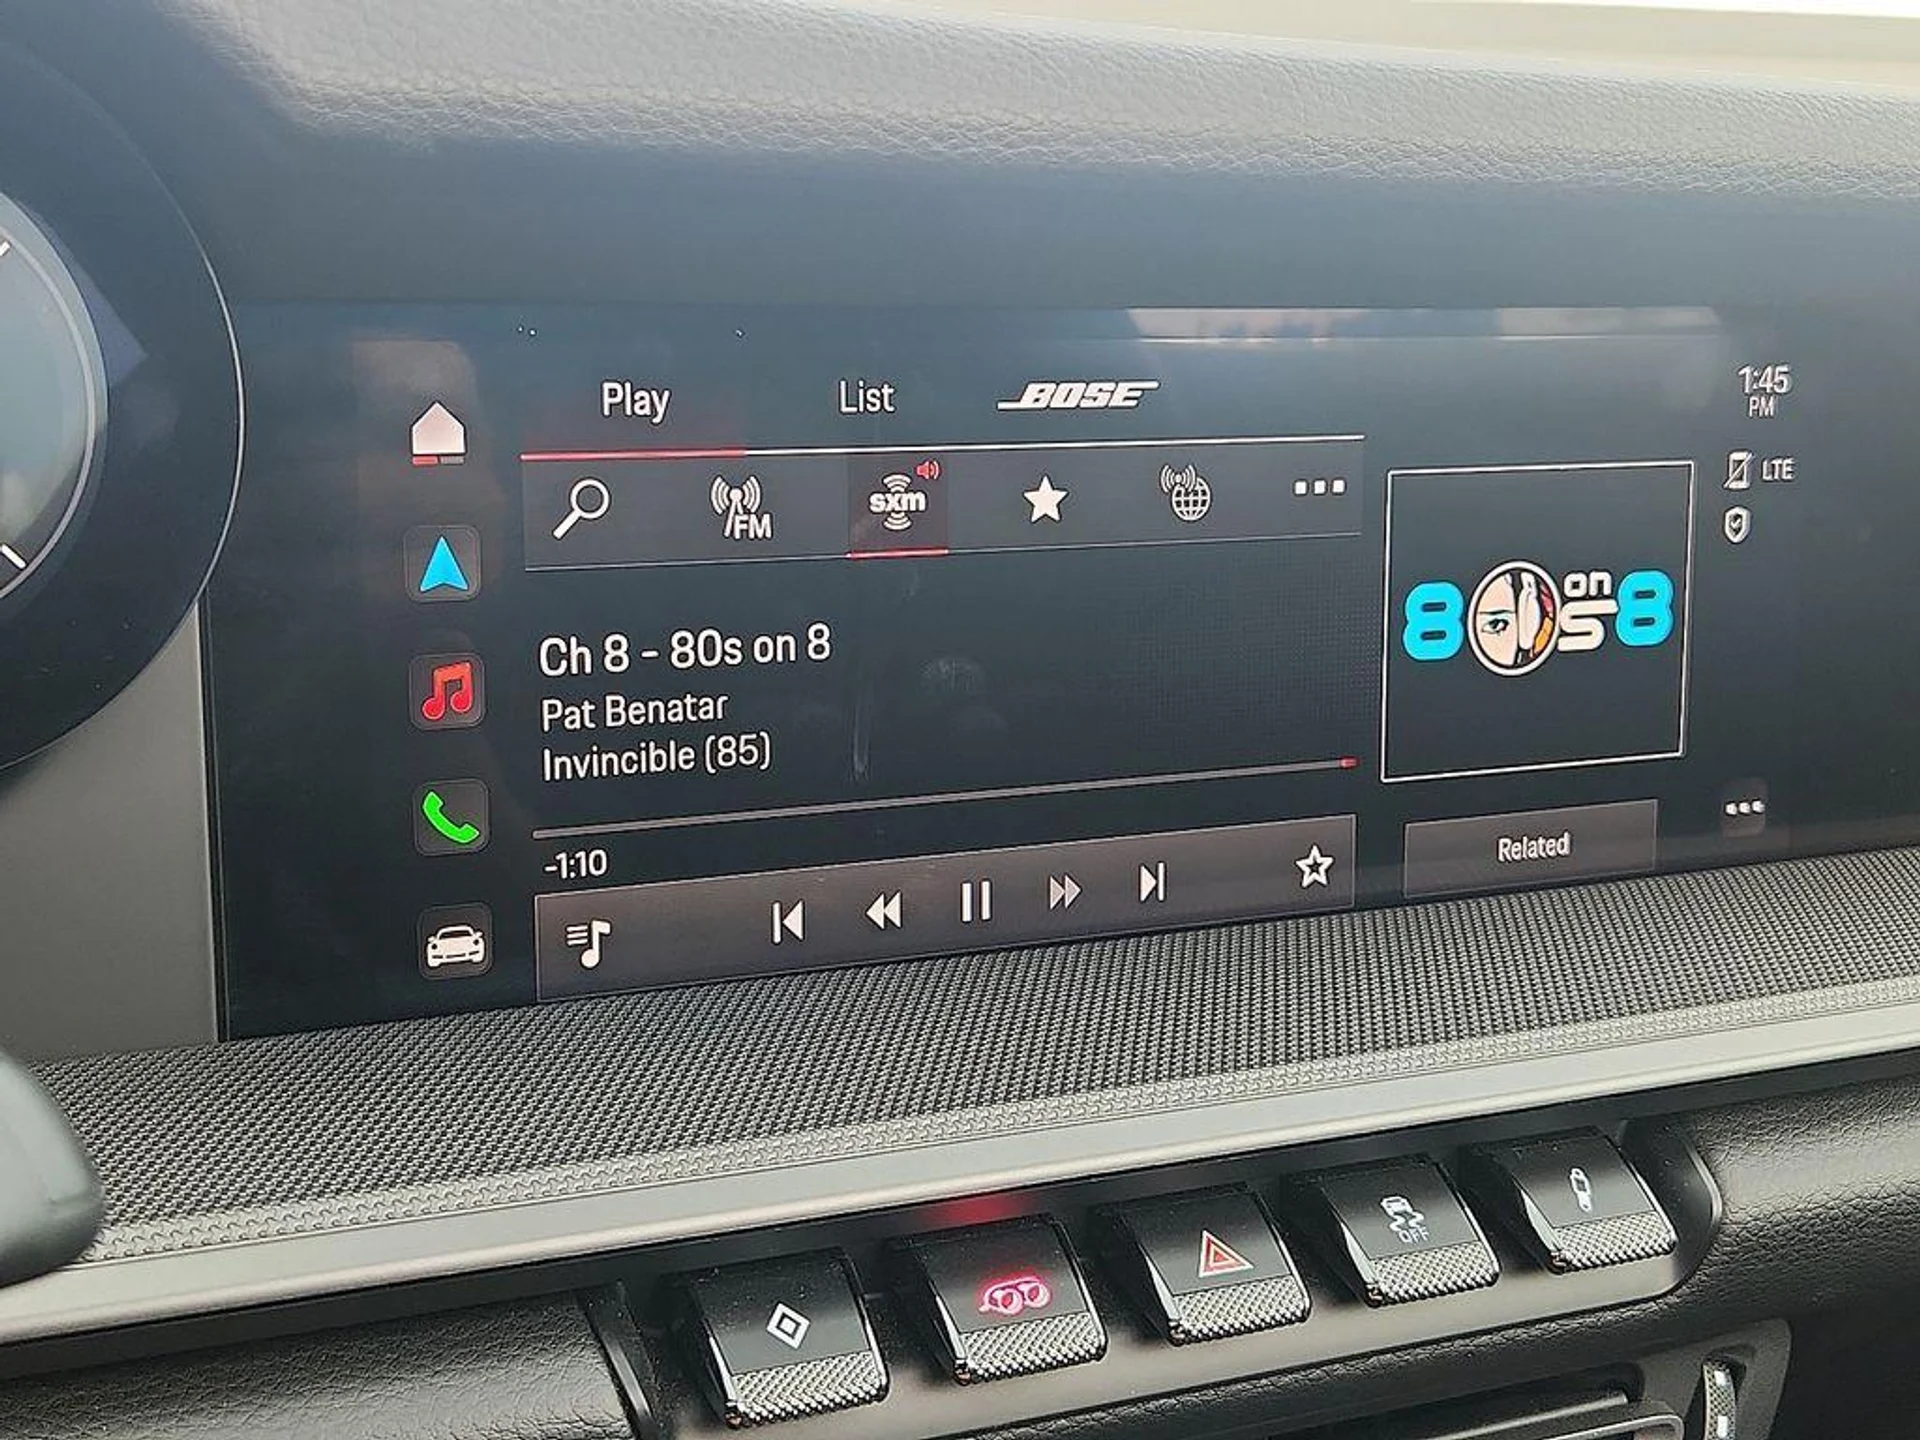 Play
List
BOSE
1:45
PM
LTE
FM
sxm
80s on 8
Ch 8 - 80s on 8
Pat Benatar
Invincible (85)
-1:10
Related
OFF